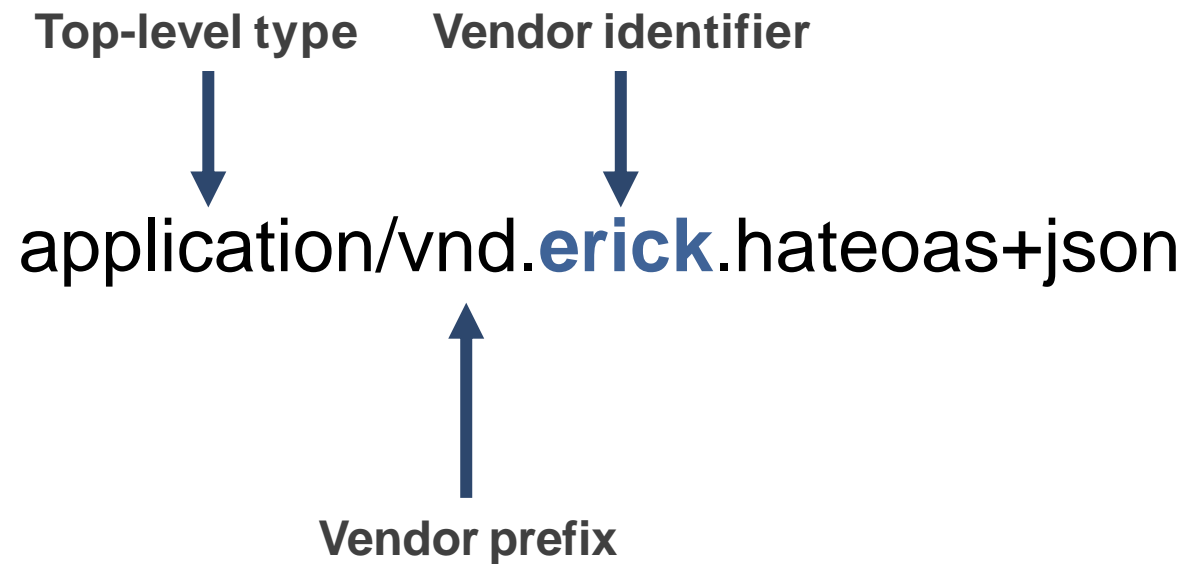 Top-level type Vendor identifier
application/vnd.erick.hateoas+json
Vendor prefix